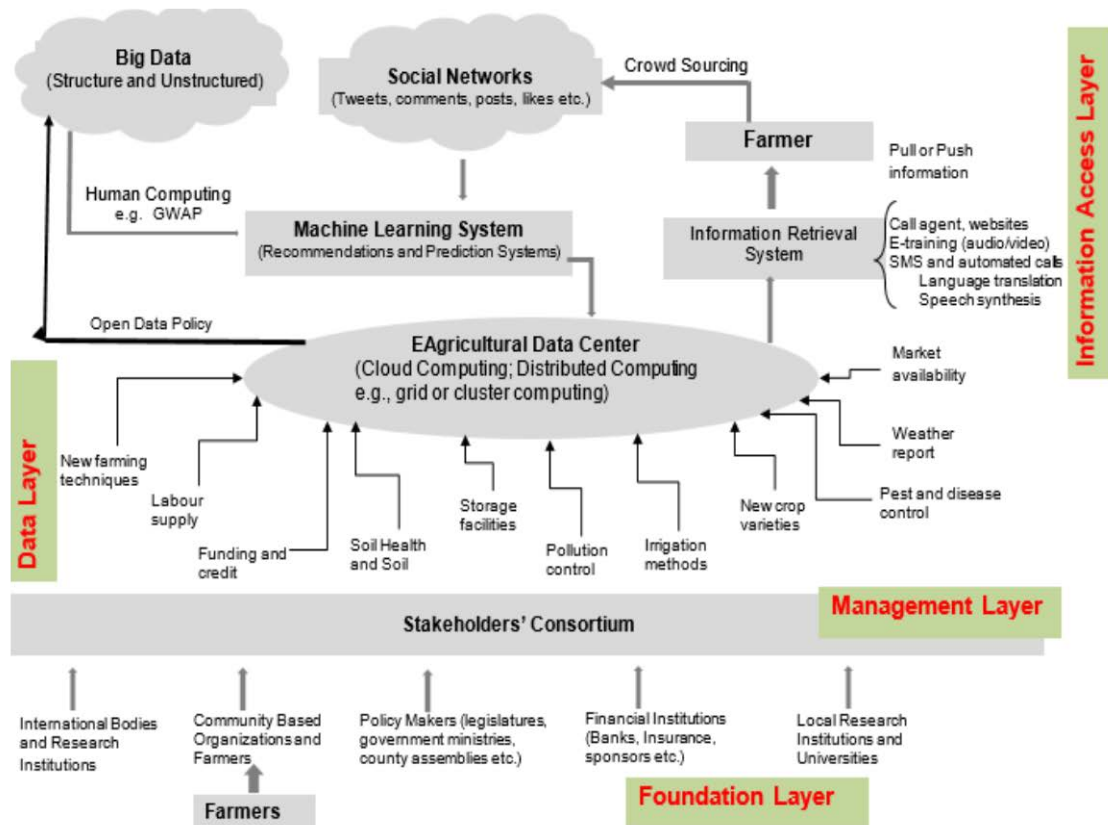 Big Data
(Structure and Unstructured)
Social Networks
(Tweets, comments, posts, likes etc.)
Crowd Sourcing
Farmer
Pull or Push
information
Information Access Layer
Human Computing
e.g. GWAP
Machine Learning System
(Recommendations and Prediction Systems)
Information Retrieval
System
Call agent, websites
E-training (audio/video)
SMS and automated calls
Language translation
Speech synthesis
Open Data Policy
EAgricultural Data Center
(Cloud Computing; Distributed Computing
e.g., grid or cluster computing)
Market
availability
Weather
report
Pest and disease
control
Data Layer
New farming
techniques
Labour
supply
Funding and
credit
Soil Health
and Soil
Storage
facilities
Pollution
control
Irrigation
methods
New crop
varieties
Management Layer
Stakeholders' Consortium
International Bodies
and Research
Institutions
Community Based
Organizations and
Farmers
Policy Makers (legislatures,
government ministries,
county assemblies etc.)
Financial Institutions
(Banks, Insurance,
sponsors etc.)
Local Research
Institutions and
Universities
Farmers
Foundation Layer